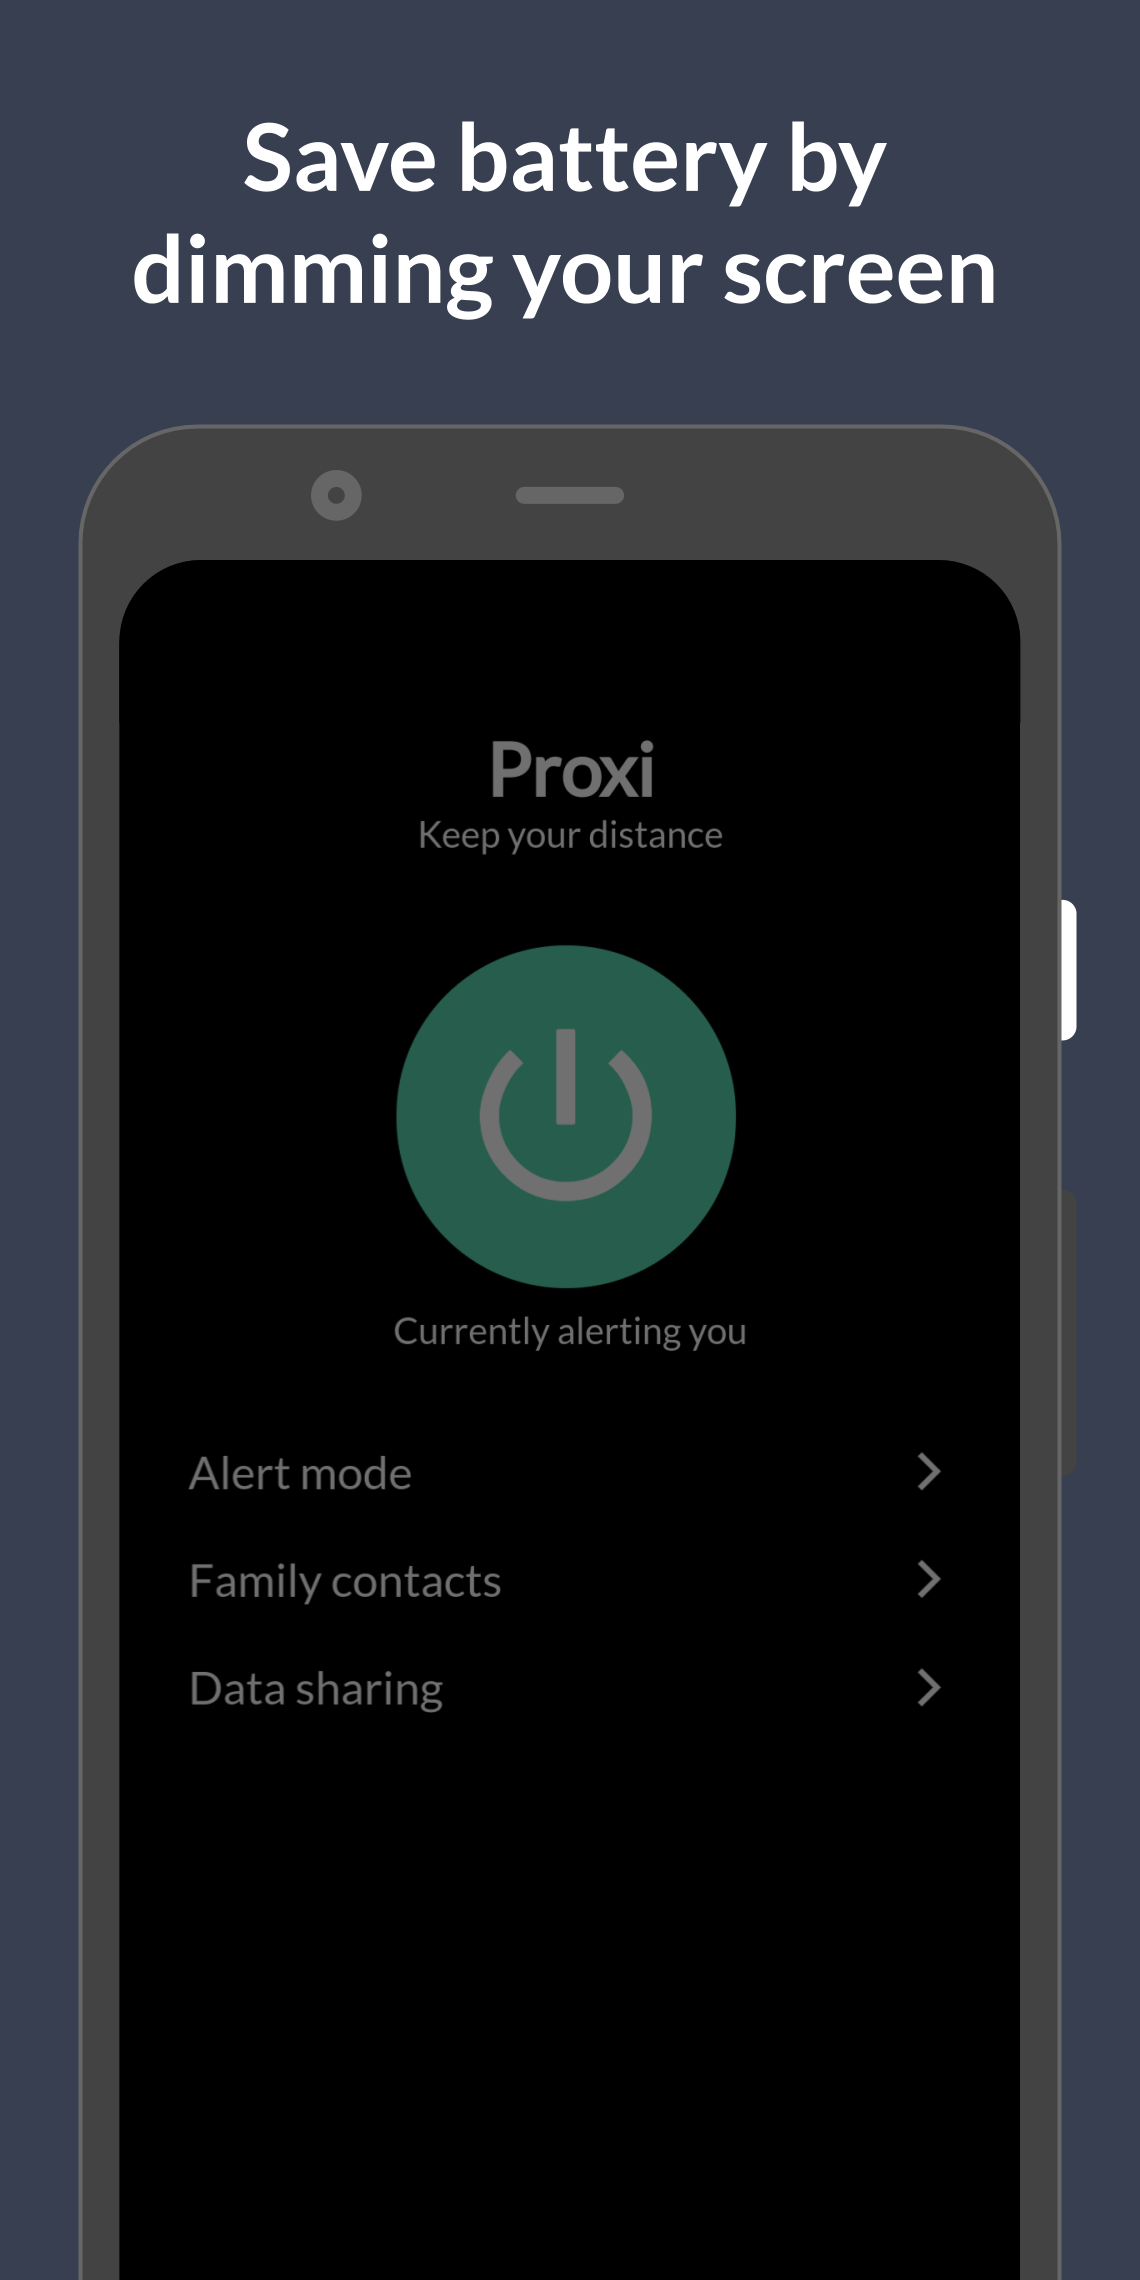 Save battery by
dimming your screen
Proxi
Keep your distance
Currently alerting you
Alert mode
Family contacts
Data sharing